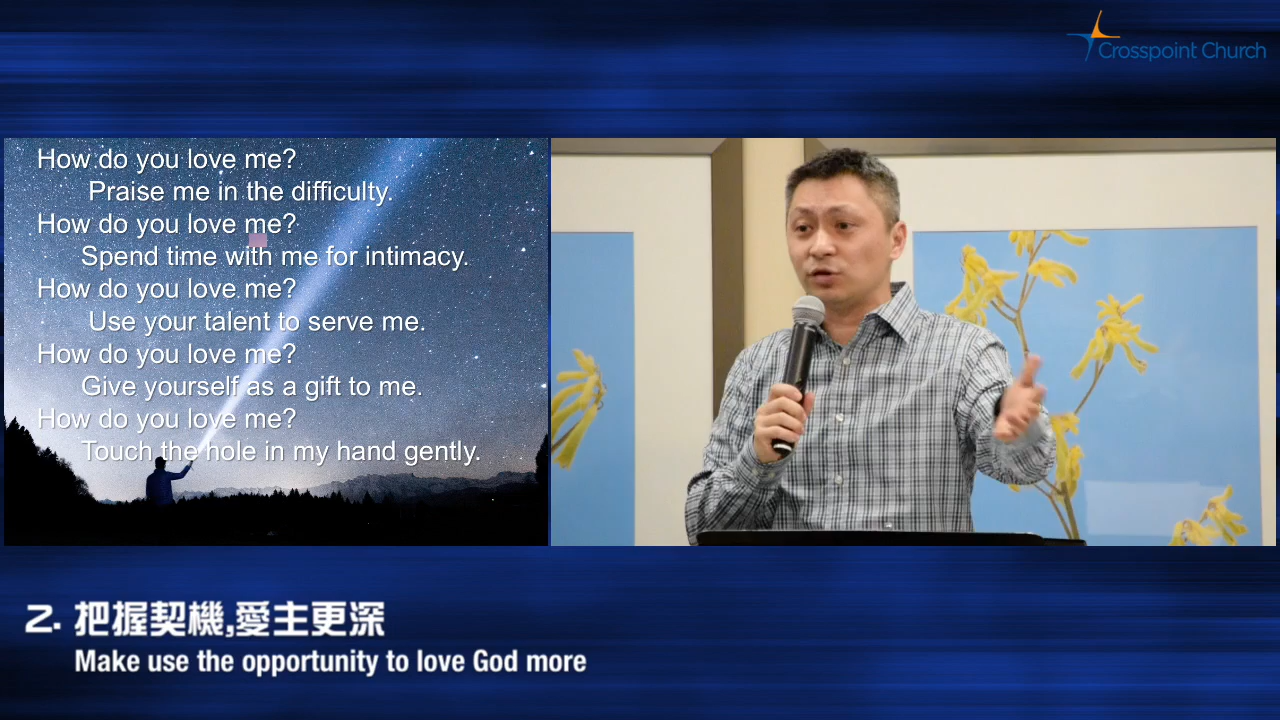 Crosspoint Church
How do you love me?
Praise me in the difficulty.
How do you love me?
Spend time with me for intimacy.
How do you love me?
Use your talent to serve me.
How do you love me?
Give yourself as a gift to me.
How do you love me?
Touch the hole in my hand gently.
2. 把握契機,愛主更深
Make use the opportunity to love God more